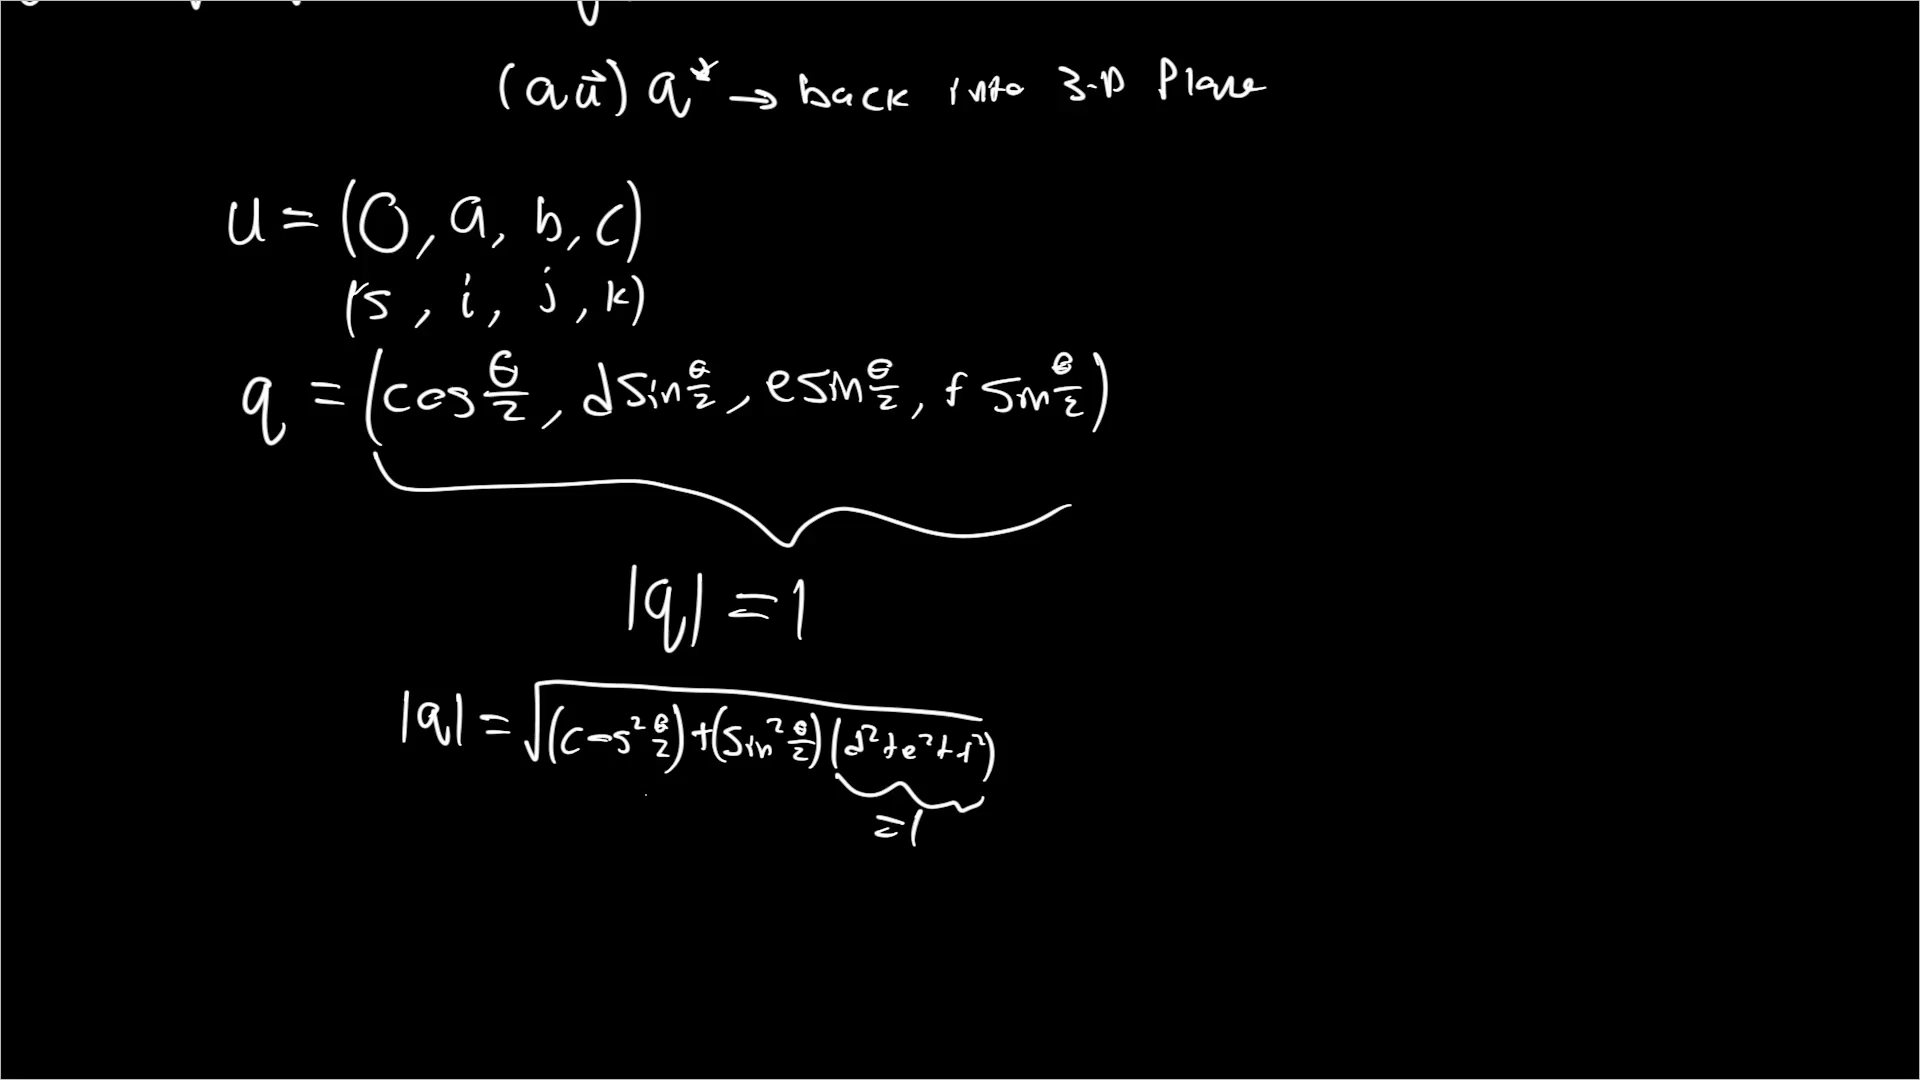 (au⃗) q* → back into 3-D Plane
u = (0, a, b, c)
(s, i, j, k)
q = (cos θ/2, d sin θ/2, e sin θ/2, f sin θ/2)
|q| = 1
|q| = √(cos² θ/2) + (sin² θ/2) (d² + e² + f²)
= 1